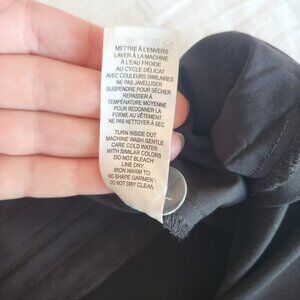 METTRE À L'ENVERS
LAVER À LA MACHINE
À L'EAU FROIDE
AU CYCLE DÉLICAT
AVEC COULEURS SIMILAIRES
NE PAS JAVELLISER
SUSPENDRE POUR SÉCHER
REPASSER À
TEMPÉRATURE MOYENNE
POUR REDONNER LA
FORME AU VÊTEMENT
NE PAS NETTOYER À SEC
TURN INSIDE OUT
MACHINE WASH GENTLE
CARE COLD WATER
WITH SIMILAR COLORS
DO NOT BLEACH
LINE DRY
IRON WARM TO
RE-SHAPE GARMENT
DO NOT DRY CLEAN